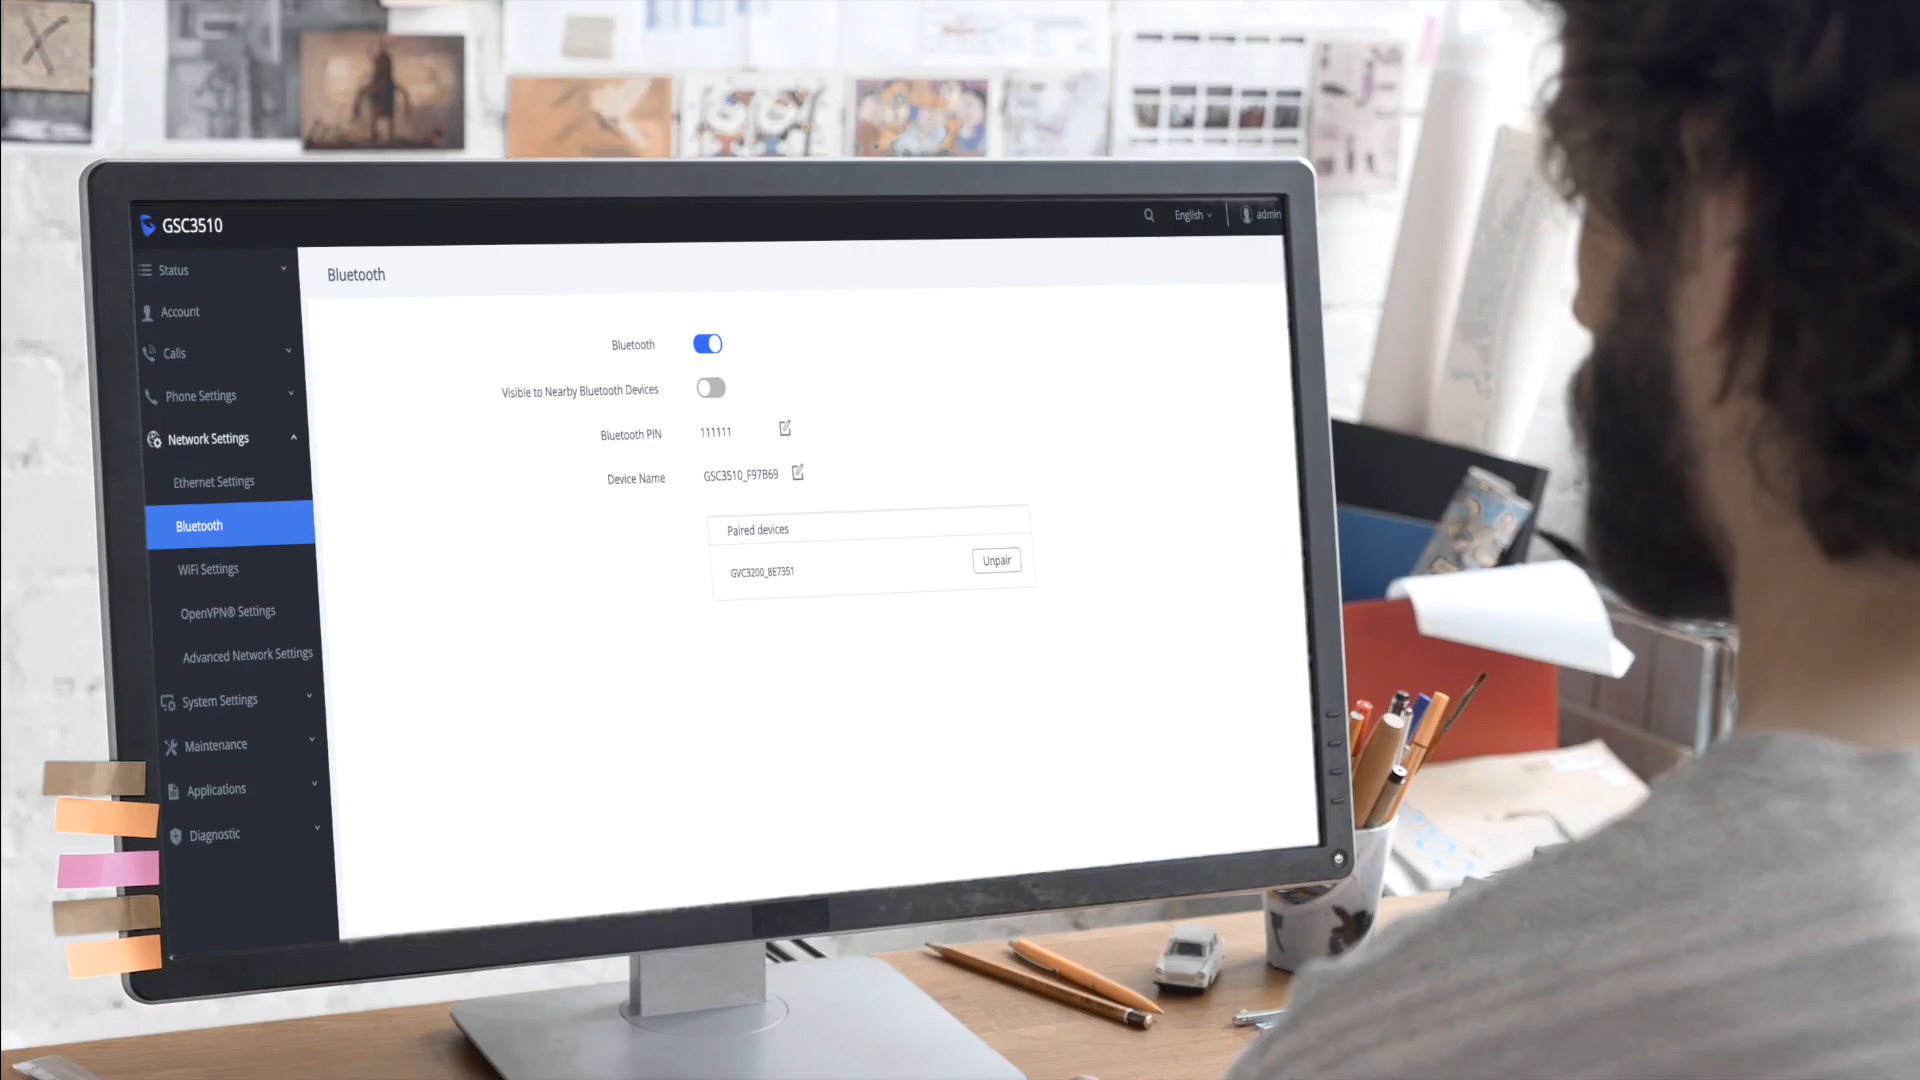 GSC3510
English
admin
Status
Account
Calls
Phone Settings
Network Settings
Ethernet Settings
Bluetooth
WiFi Settings
OpenVPN® Settings
Advanced Network Settings
System Settings
Maintenance
Applications
Diagnostic
Bluetooth
Bluetooth
Visible to Nearby Bluetooth Devices
Bluetooth PIN 111111
Device Name GSC3510_F97B69
Paired devices
GVC3200_8E7351 Unpair